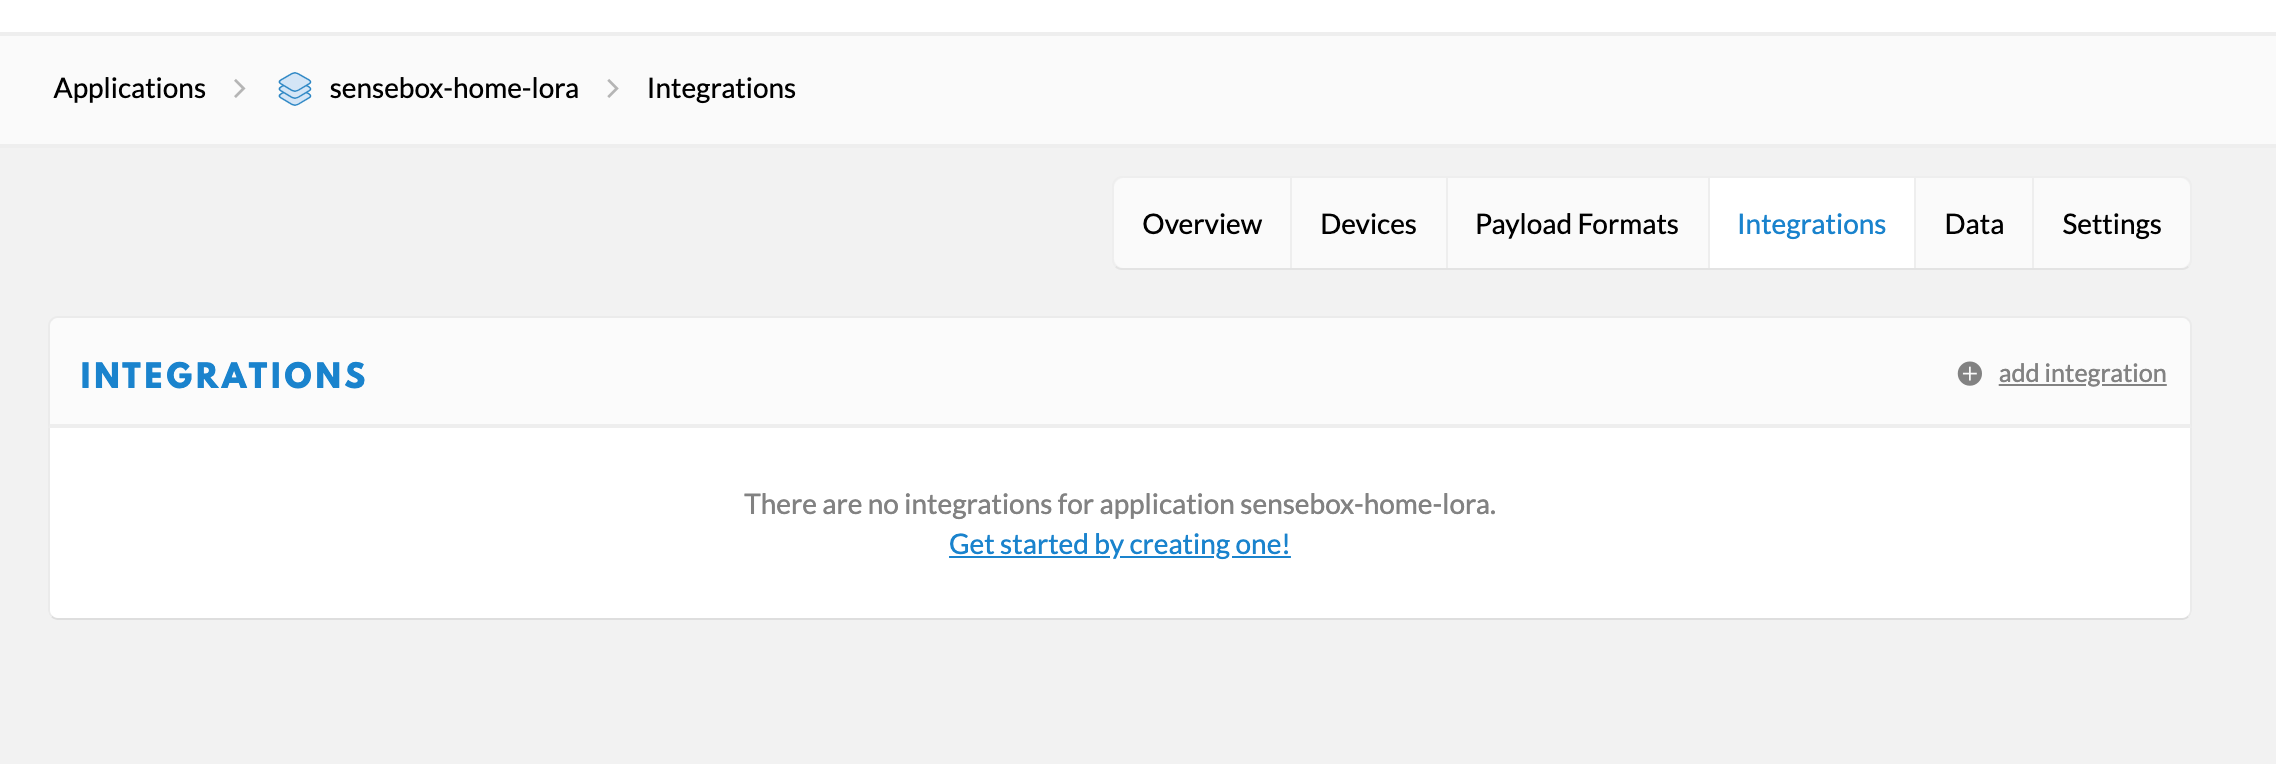 Applications > sensebox-home-lora > Integrations
Overview Devices Payload Formats Integrations Data Settings
INTEGRATIONS
add integration
There are no integrations for application sensebox-home-lora.
Get started by creating one!